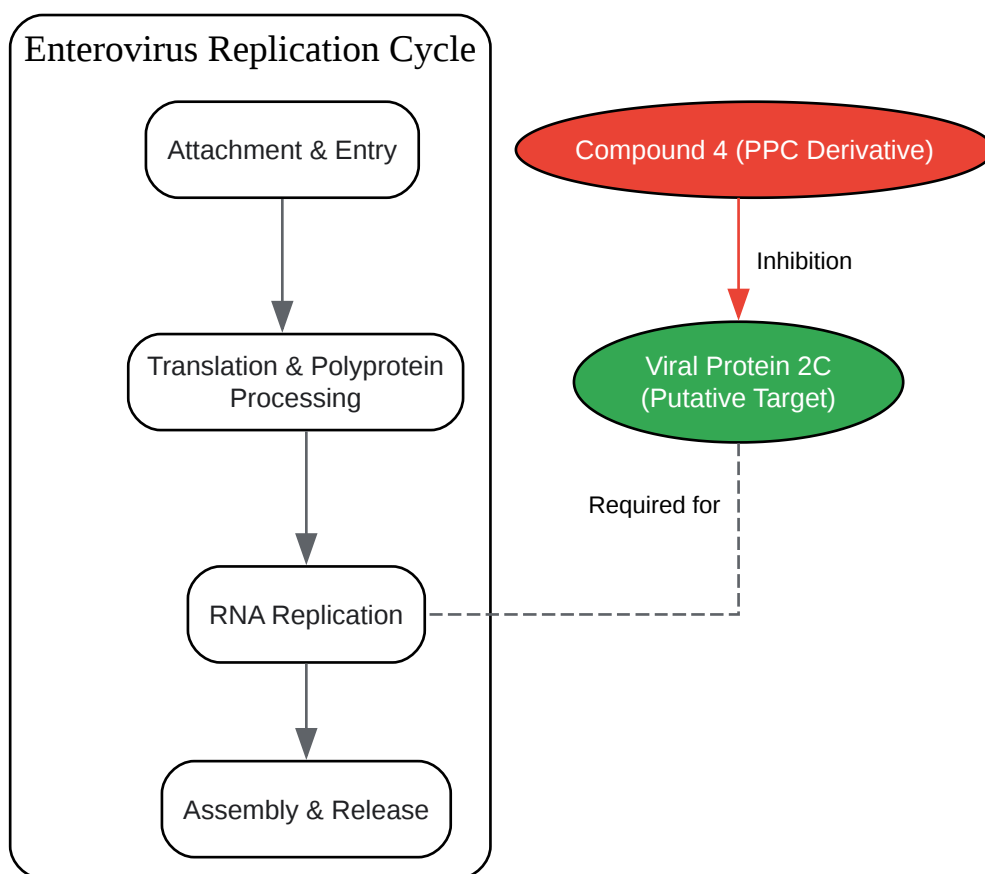 Enterovirus Replication Cycle
Attachment & Entry
Compound 4 (PPC Derivative)
Inhibition
Translation & Polyprotein
Processing
Viral Protein 2C
(Putative Target)
Required for
RNA Replication
Assembly & Release